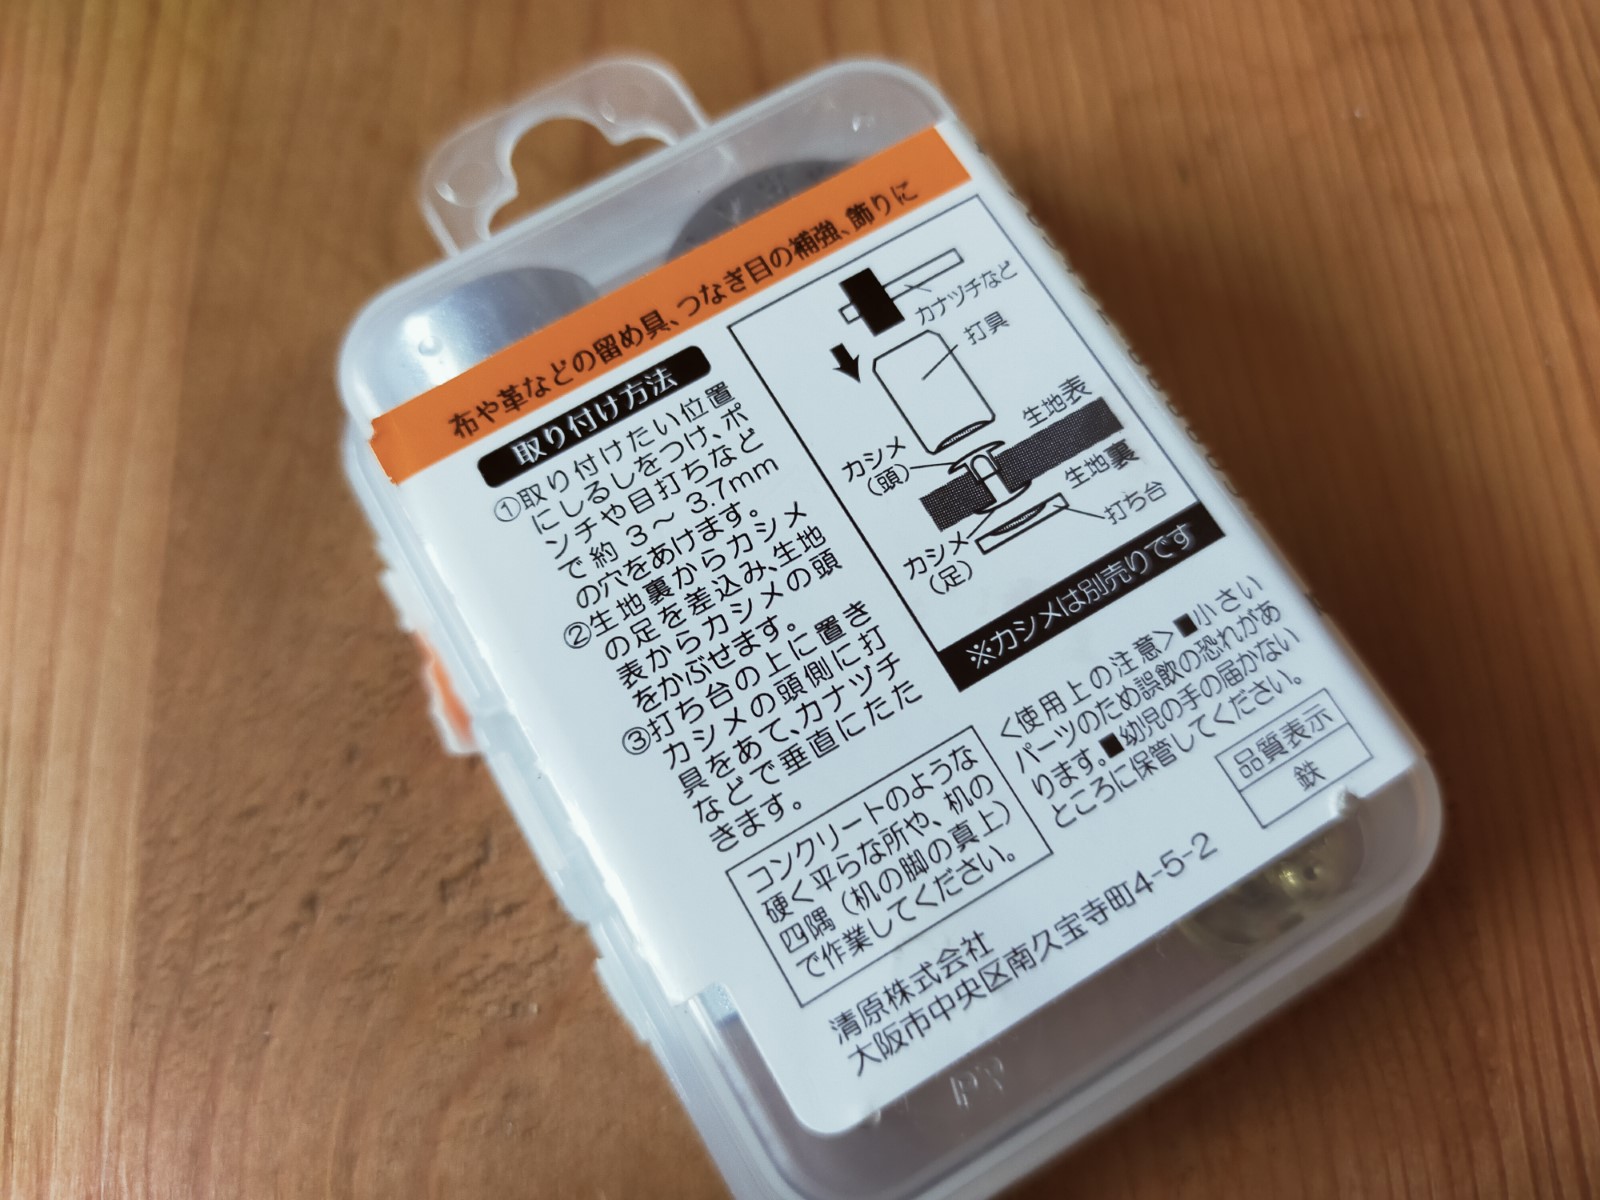 布や革などの留め具、つなぎ目の補強、飾りに
取り付け方法
①取り付けたい位置
にしるしをつけ、ポ
ンチや目打ちなど
で約 3～ 3.7mm
の穴をあけます。
②生地裏からカシメ
の足を差込み、生地
表からカシメの頭
をかぶせます。
③打ち台の上に置き
カシメの頭側に打
具をあて、カナヅチ
などで垂直にたた
きます。
カナヅチなど
打具
生地表
カシメ
(頭)
生地裏
打ち台
カシメ
(足)
※カシメは別売りです
コンクリートのような
硬く平らな所や、机の
四隅（机の脚の真上）
で作業してください。
<使用上の注意> ■小さい
パーツのため誤飲の恐れがあ
ります。■幼児の手の届かない
ところに保管してください。
品質表示
鉄
清原株式会社
大阪市中央区南久宝寺町4-5-2